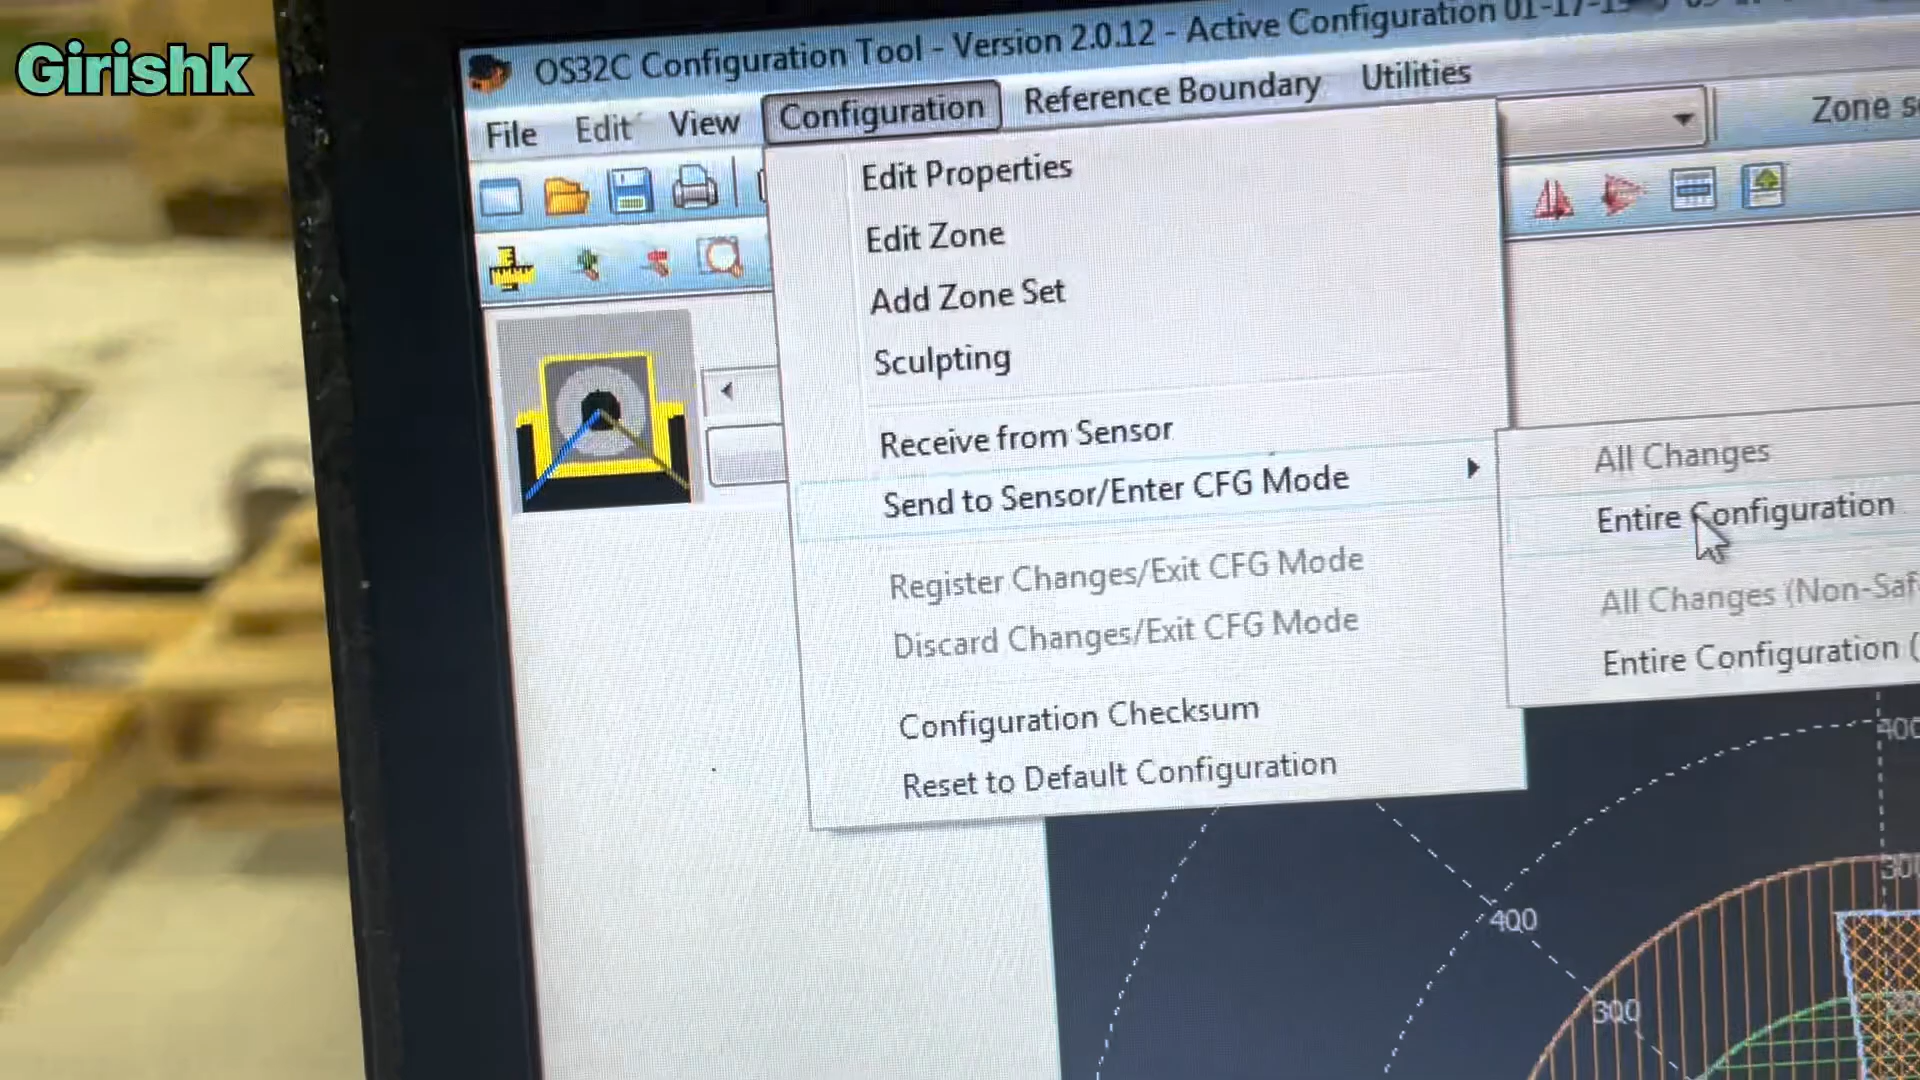 Girishk
OS32C Configuration Tool - Version 2.0.12 - Active Configuration
File Edit View Configuration Reference Boundary Utilities
Zone
Edit Properties
Edit Zone
Add Zone Set
Sculpting
Receive from Sensor
Send to Sensor/Enter CFG Mode
Register Changes/Exit CFG Mode
Discard Changes/Exit CFG Mode
Configuration Checksum
Reset to Default Configuration
All Changes
Entire Configuration
All Changes (Non-Saf
Entire Configuration (
400
400
300
300